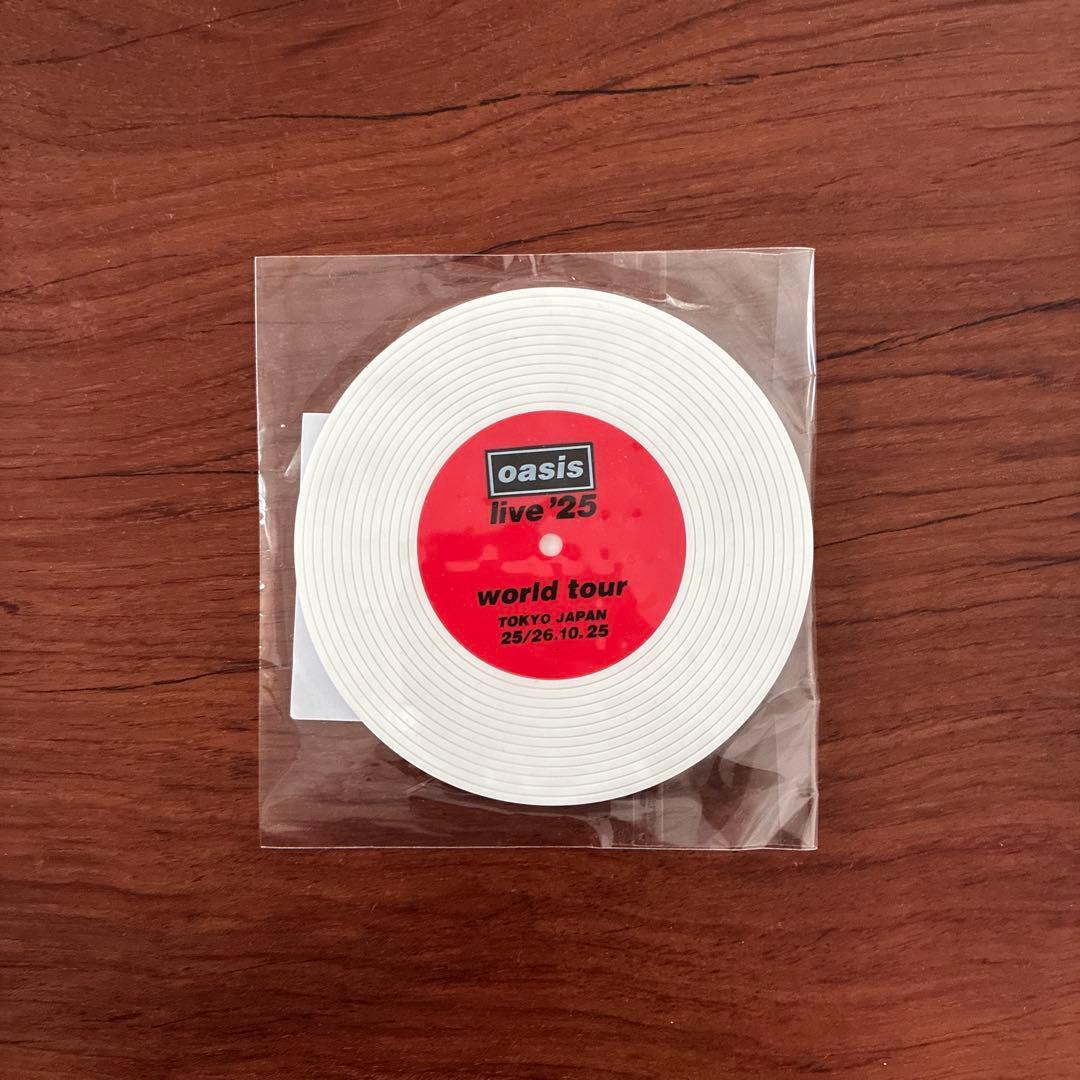 oasis
live '25
world tour
TOKYO JAPAN
25/26.10.25